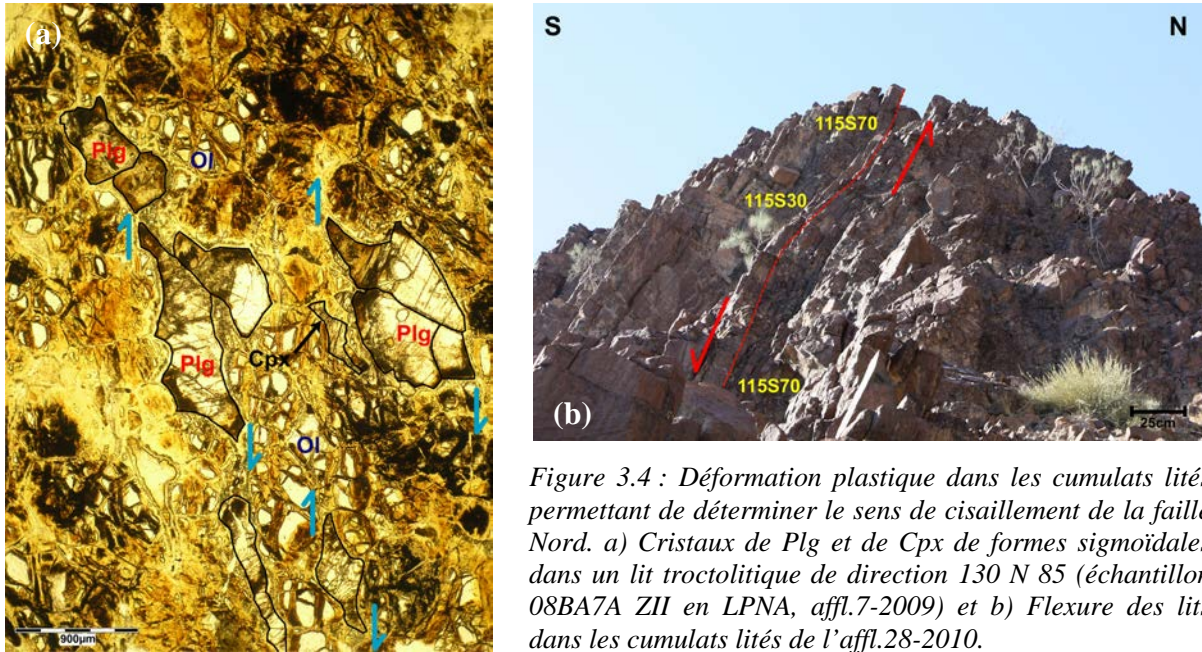 (a)
Plg
Ol
Plg
Plg
Cpx
Ol
900µm
S
N
115S70
115S30
115S70
(b)
25cm
Figure 3.4 : Déformation plastique dans les cumulats lités
permettant de déterminer le sens de cisaillement de la faille
Nord. a) Cristaux de Plg et de Cpx de formes sigmoïdales
dans un lit troctolitique de direction 130 N 85 (échantillon
08BA7A ZII en LPNA, affl.7-2009) et b) Flexure des lits
dans les cumulats lités de l'affl.28-2010.